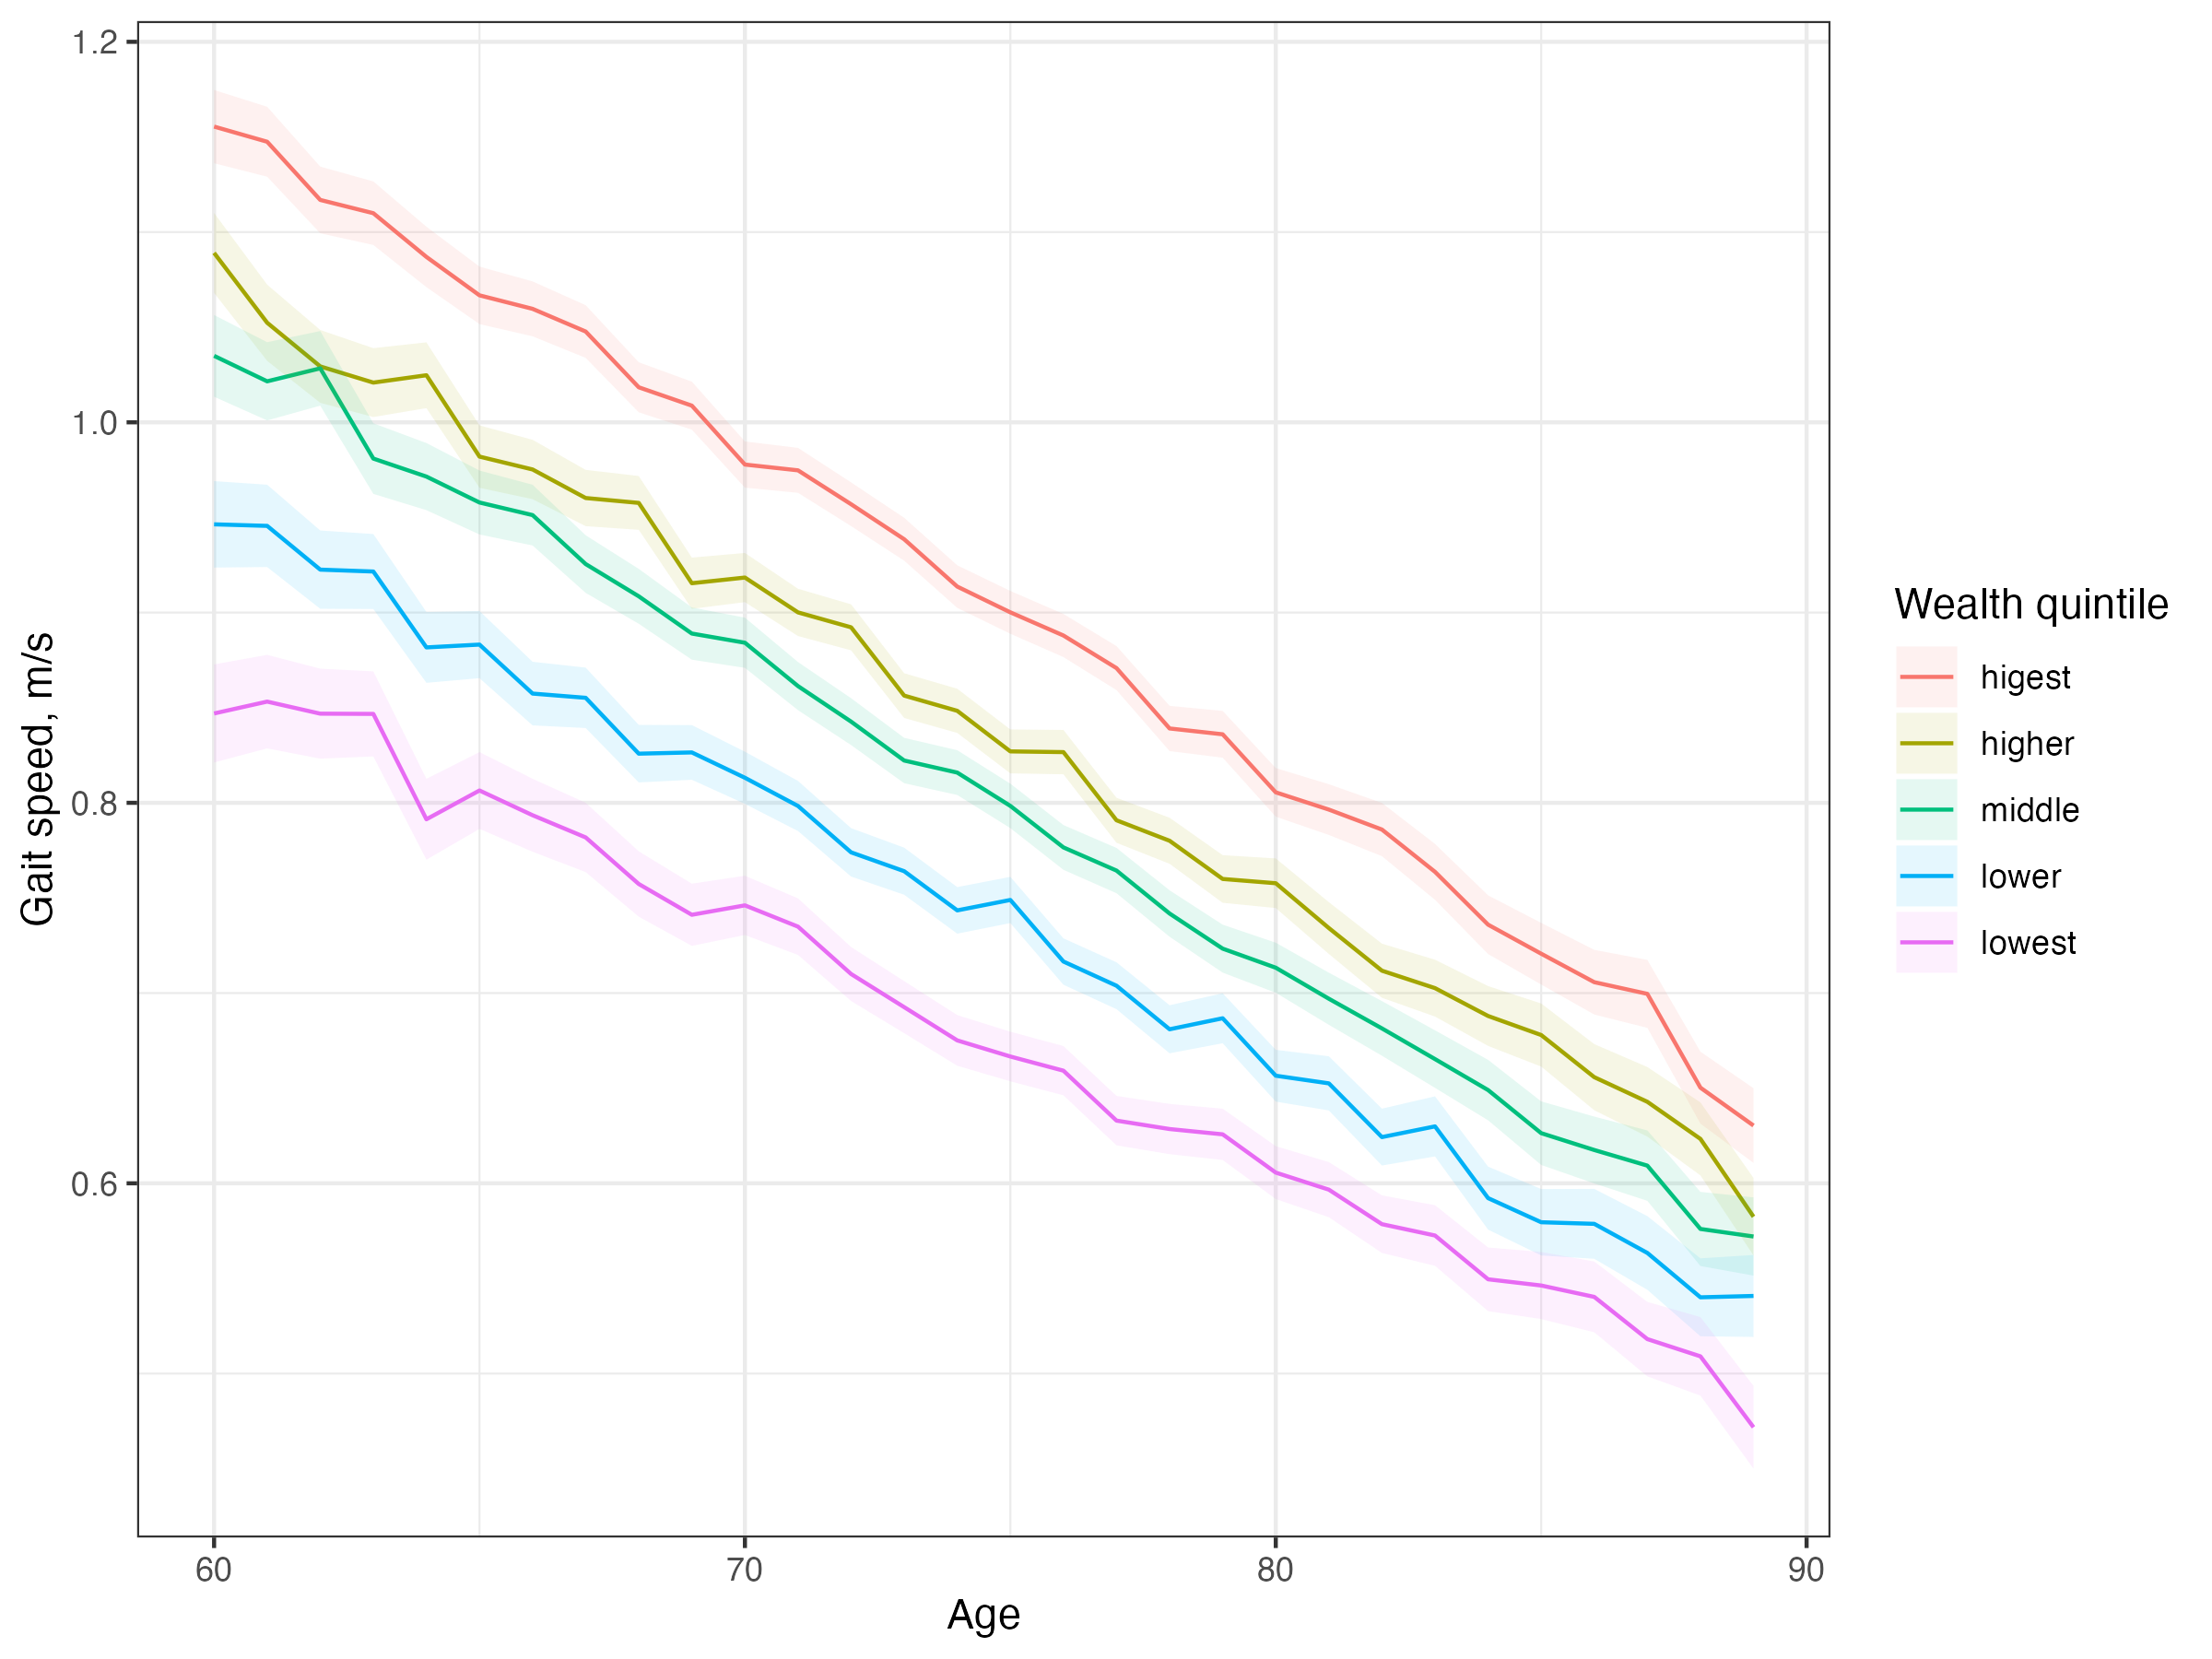 1.2
1.0
0.8
0.6
Gait speed, m/s
60
70
80
90
Age
Wealth quintile
higest
higher
middle
lower
lowest